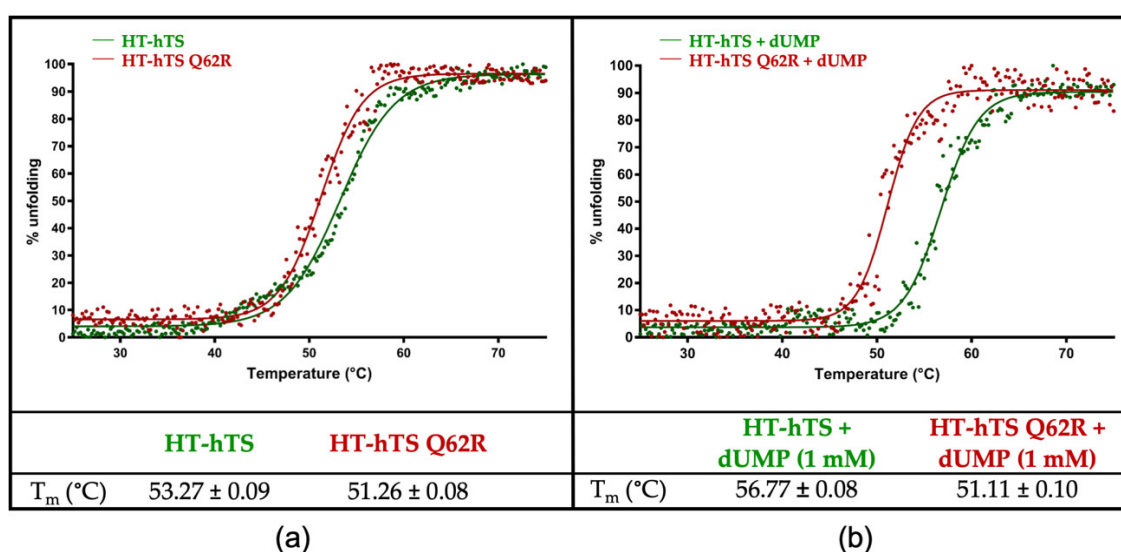 HT-hTS
HT-hTS Q62R
100
90
80
70
60
50
40
30
20
10
0
% unfolding
30 40 50 60 70
Temperature (°C)
HT-hTS HT-hTS Q62R
Tm (°C) 53.27 ± 0.09 51.26 ± 0.08
(a)
HT-hTS + dUMP
HT-hTS Q62R + dUMP
100
90
80
70
60
50
40
30
20
10
0
% unfolding
30 40 50 60 70
Temperature (°C)
HT-hTS + HT-hTS Q62R +
dUMP (1 mM) dUMP (1 mM)
Tm (°C) 56.77 ± 0.08 51.11 ± 0.10
(b)